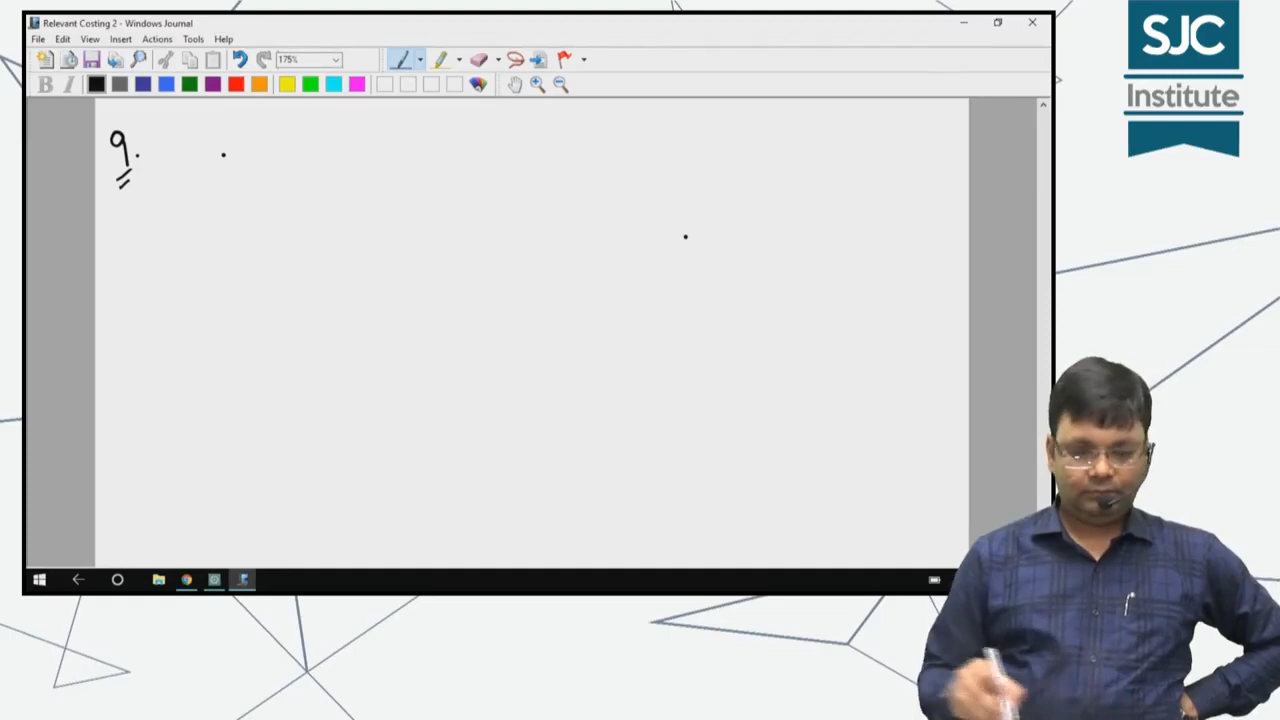 Relevant Costing 2 - Windows Journal
File Edit View Insert Actions Tools Help
175%
B I
9.
SJC
Institute